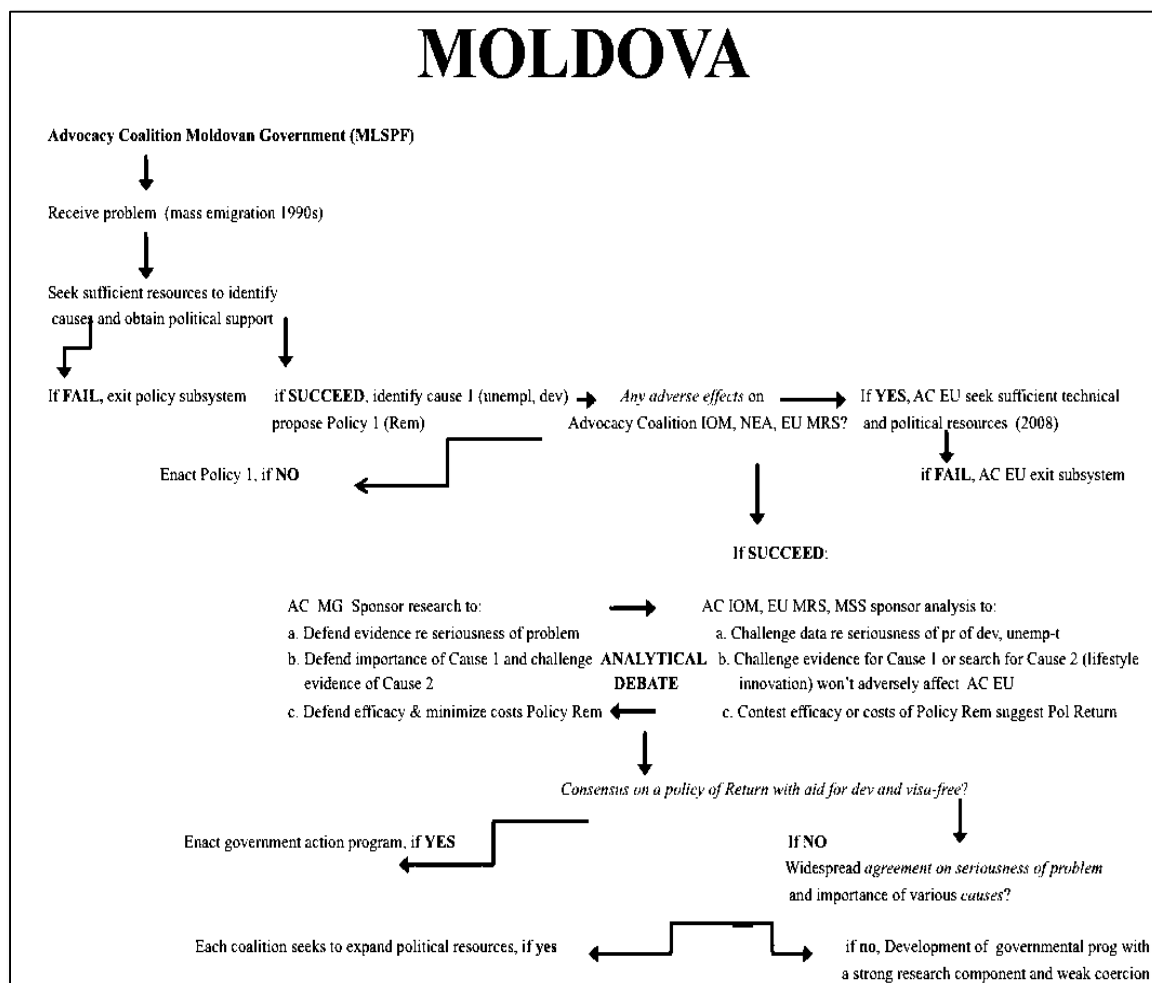 MOLDOVA
Advocacy Coalition Moldovan Government (MLSPF)
Receive problem (mass emigration 1990s)
Seek sufficient resources to identify
causes and obtain political support
If FAIL, exit policy subsystem
if SUCCEED, identify cause 1 (unempl, dev)
propose Policy 1 (Rem)
Any adverse effects on
Advocacy Coalition IOM, NEA, EU MRS?
If YES, AC EU seek sufficient technical
and political resources (2008)
Enact Policy 1, if NO
if FAIL, AC EU exit subsystem
If SUCCEED:
AC MG Sponsor research to:
a. Defend evidence re seriousness of problem
b. Defend importance of Cause 1 and challenge
evidence of Cause 2
c. Defend efficacy & minimize costs Policy Rem
ANALYTICAL
DEBATE
AC IOM, EU MRS, MSS sponsor analysis to:
a. Challenge data re seriousness of pr of dev, unemp-t
b. Challenge evidence for Cause 1 or search for Cause 2 (lifestyle
innovation) won't adversely affect AC EU
c. Contest efficacy or costs of Policy Rem suggest Pol Return
Consensus on a policy of Return with aid for dev and visa-free?
Enact government action program, if YES
If NO
Widespread agreement on seriousness of problem
and importance of various causes?
Each coalition seeks to expand political resources, if yes
if no, Development of governmental prog with
a strong research component and weak coercion